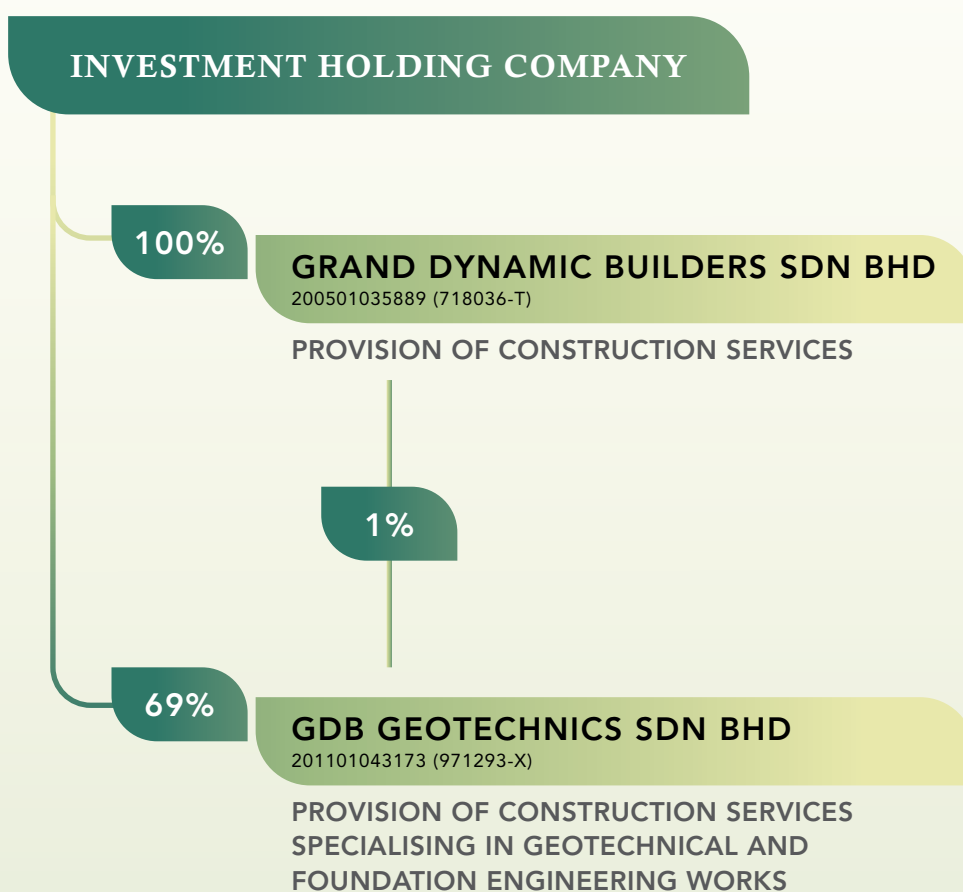 INVESTMENT HOLDING COMPANY
100%
GRAND DYNAMIC BUILDERS SDN BHD
200501035889 (718036-T)
PROVISION OF CONSTRUCTION SERVICES
1%
69%
GDB GEOTECHNICS SDN BHD
201101043173 (971293-X)
PROVISION OF CONSTRUCTION SERVICES
SPECIALISING IN GEOTECHNICAL AND
FOUNDATION ENGINEERING WORKS